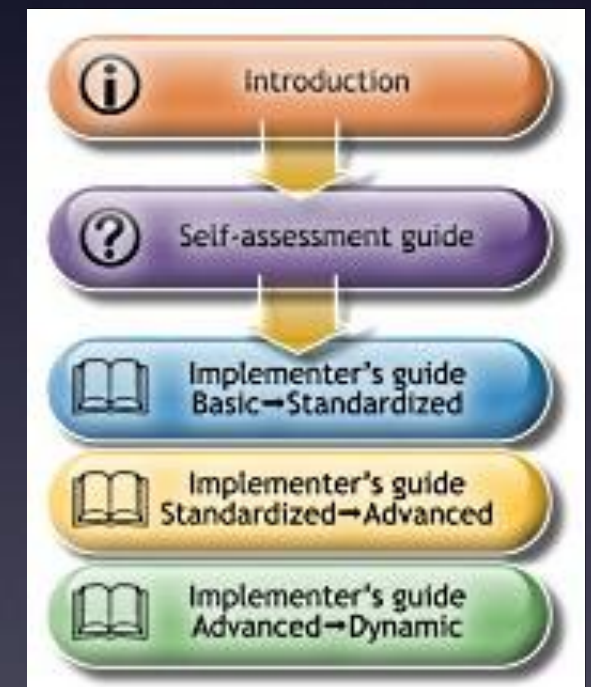 Introduction
Self-assessment guide
Implementer's guide
Basic→Standardized
Implementer's guide
Standardized→Advanced
Implementer's guide
Advanced→Dynamic